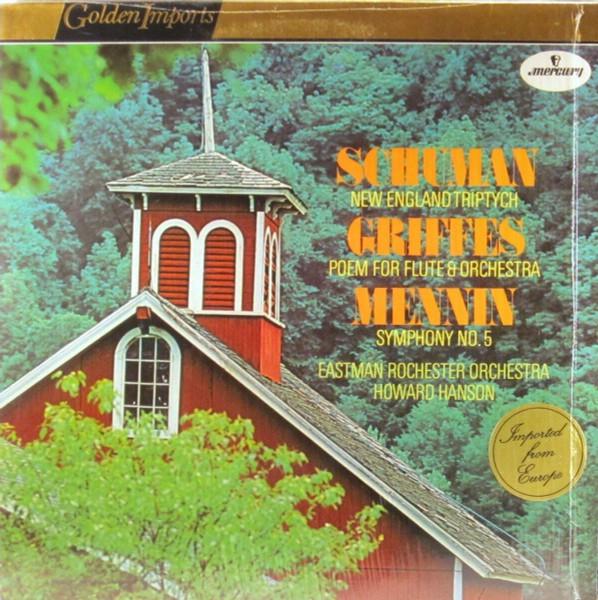 Golden Imports
mercury
SCHUMAN
NEW ENGLAND TRIPTYCH
GRIFFES
POEM FOR FLUTE & ORCHESTRA
MENNIN
SYMPHONY NO. 5
EASTMAN ROCHESTER ORCHESTRA
HOWARD HANSON
Imported
from
Europe